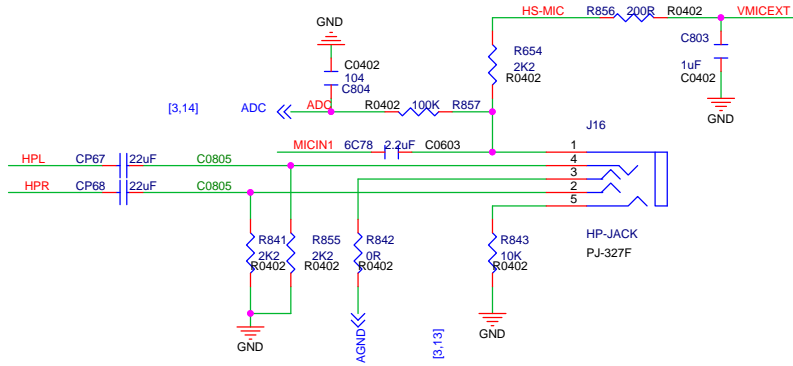 HS-MIC R856 200R R0402 VMICEXT
GND
C803
1uF
C0402
GND
R654
2K2
R0402
C0402
104
C804
[3,14] ADC ADC R0402 100K R857
J16
MICIN1 6C78 2.2uF C0603 1
HPL CP67 22uF C0805 4
3
HPR CP68 22uF C0805 2
5
HP-JACK
PJ-327F
R841
2K2
R0402
R855
2K2
R0402
R842
0R
R0402
R843
10K
R0402
GND
AGND
[3,13]
GND